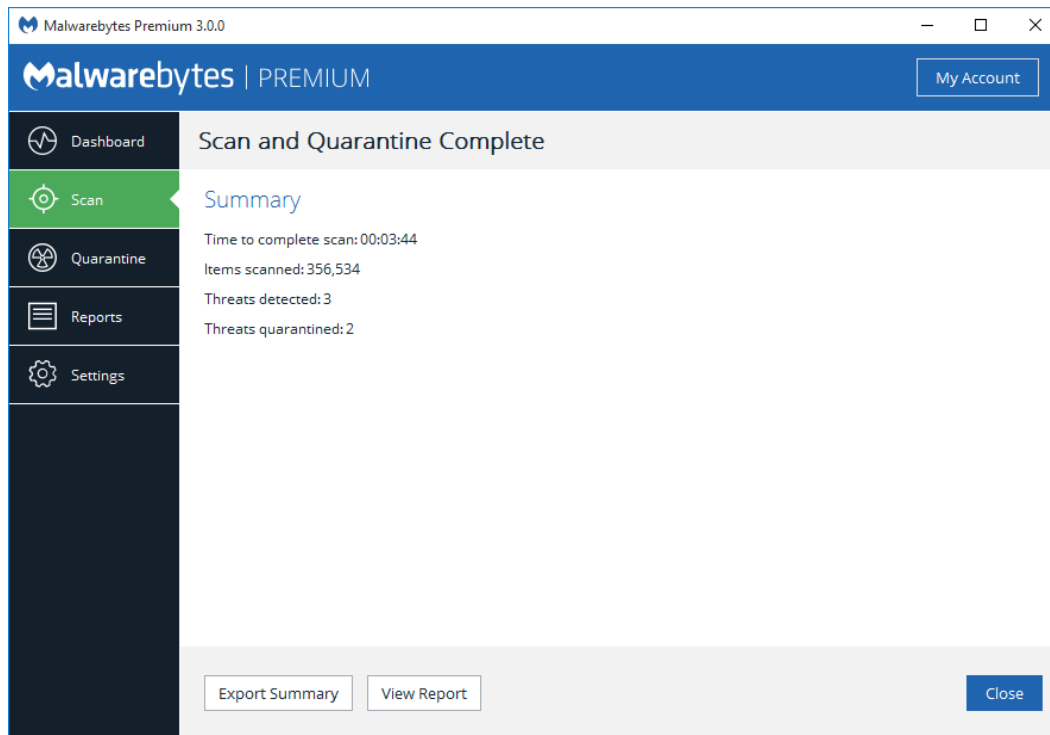 Malwarebytes Premium 3.0.0
Malwarebytes | PREMIUM
My Account
Dashboard
Scan
Quarantine
Reports
Settings
Scan and Quarantine Complete
Summary
Time to complete scan: 00:03:44
Items scanned: 356,534
Threats detected: 3
Threats quarantined: 2
Export Summary
View Report
Close